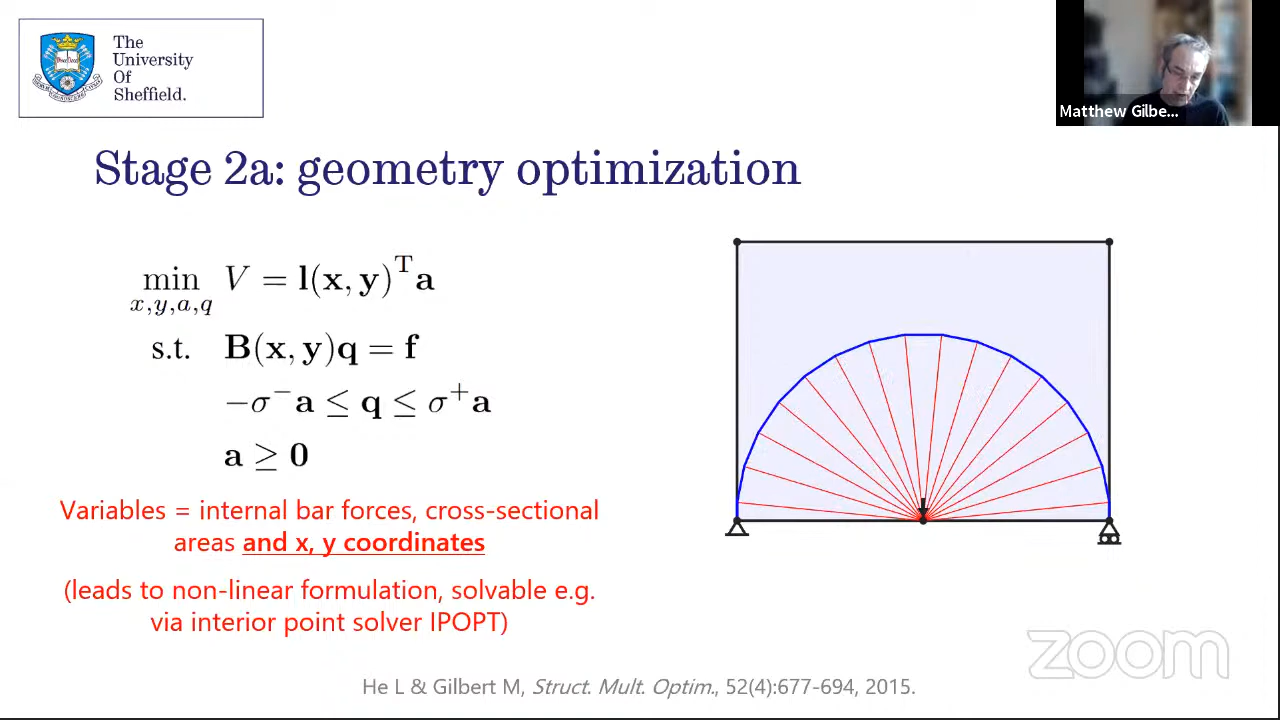 The
University
Of
Sheffield.
Matthew Gilbe...
Stage 2a: geometry optimization
min V = l(x, y)ᵀa
x,y,a,q
s.t. B(x, y)q = f
−σ⁻a ≤ q ≤ σ⁺a
a ≥ 0
Variables = internal bar forces, cross-sectional
areas and x, y coordinates
(leads to non-linear formulation, solvable e.g.
via interior point solver IPOPT)
zoom
He L & Gilbert M, Struct. Mult. Optim., 52(4):677-694, 2015.